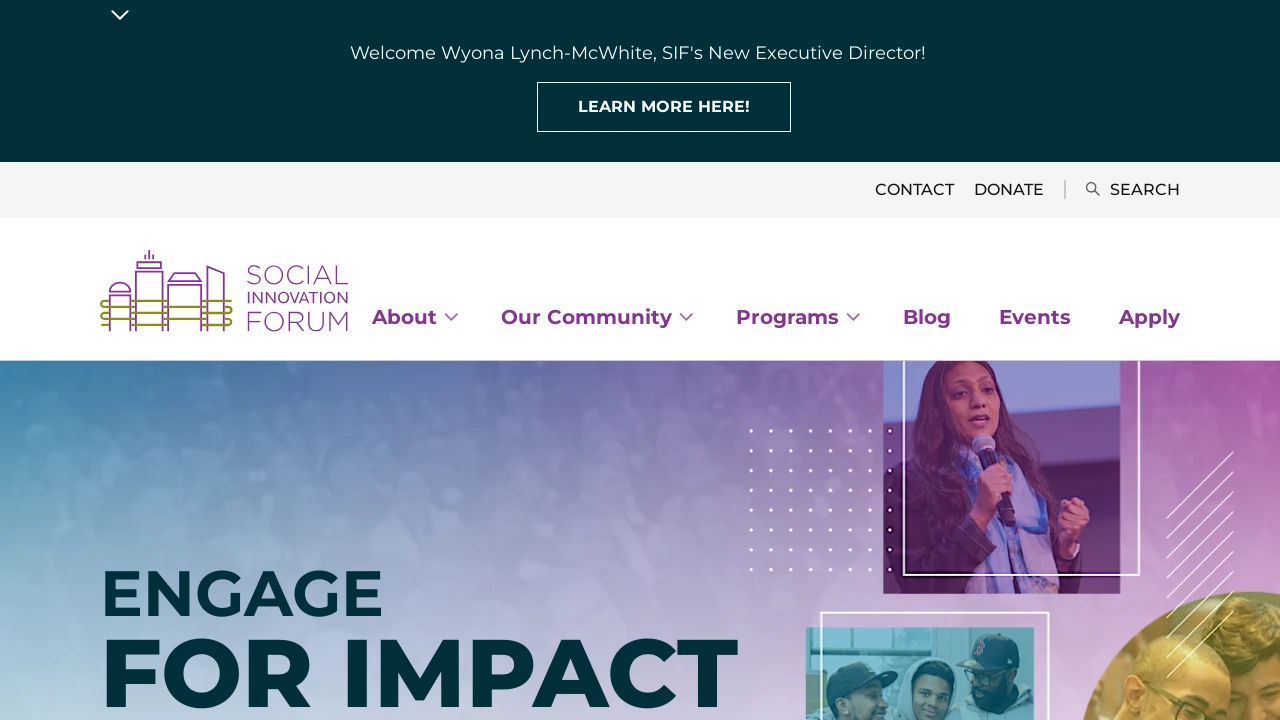 Welcome Wyona Lynch-McWhite, SIF's New Executive Director!
LEARN MORE HERE!
CONTACT DONATE SEARCH
SOCIAL
INNOVATION
FORUM
About Our Community Programs Blog Events Apply
ENGAGE
FOR IMPACT